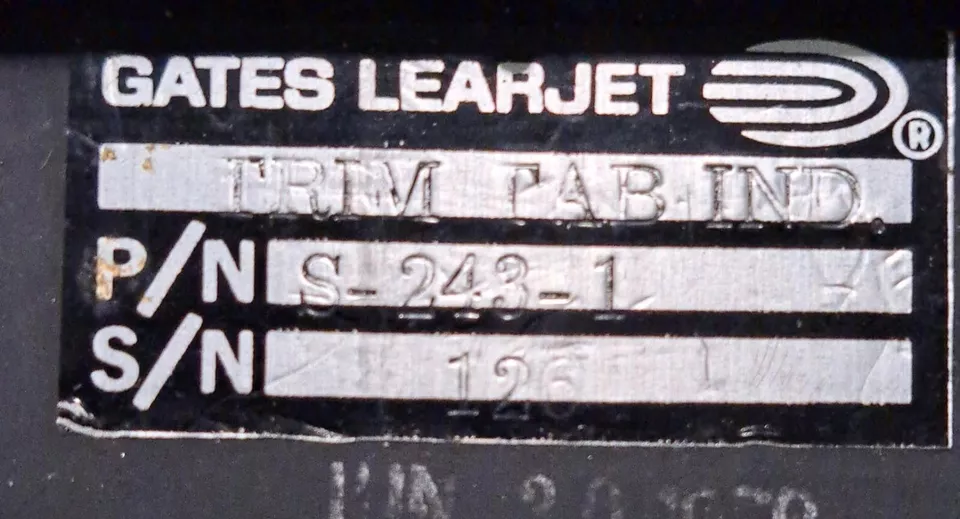 GATES LEARJET ®
TRIM TAB IND.
P/N S-243-1
S/N 126